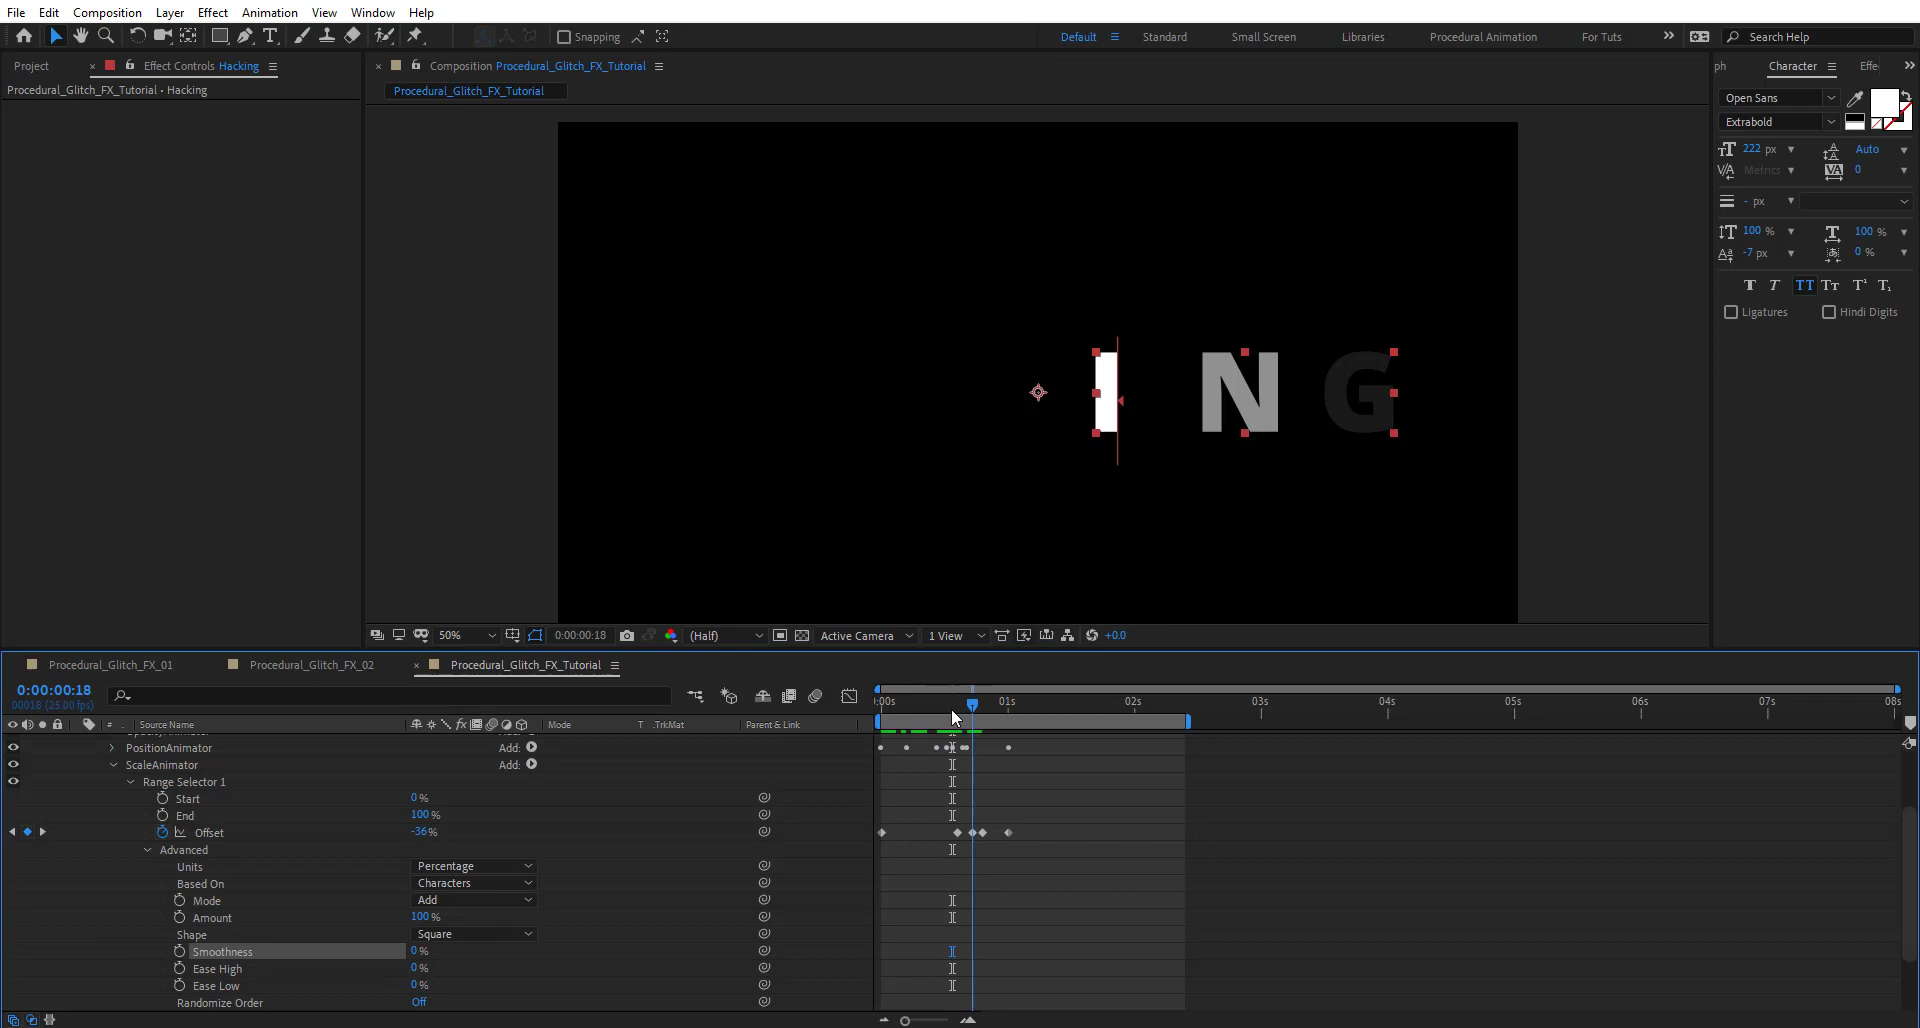 File Edit Composition Layer Effect Animation View Window Help
Snapping Default Standard Small Screen Libraries Procedural Animation For Tuts Search Help
Project Effect Controls Hacking Composition Procedural_Glitch_FX_Tutorial ph Character Effe
Procedural_Glitch_FX_Tutorial • Hacking Procedural_Glitch_FX_Tutorial
Open Sans
Extrabold
222 px Auto
Metrics 0
- px
100 % 100 %
-7 px 0 %
T T TT Tт T¹ T₁
Ligatures Hindi Digits
I N G
50% 0:00:00:18 (Half) Active Camera 1 View +0.0
Procedural_Glitch_FX_01 Procedural_Glitch_FX_02 Procedural_Glitch_FX_Tutorial
0:00:00:18
00018 (25.00 fps)
:00s 01s 02s 03s 04s 05s 06s 07s 08s
# Source Name Mode T .TrkMat Parent & Link
PositionAnimator Add:
ScaleAnimator Add:
Range Selector 1
Start 0 %
End 100 %
Offset -36 %
Advanced
Units Percentage
Based On Characters
Mode Add
Amount 100 %
Shape Square
Smoothness 0 %
Ease High 0 %
Ease Low 0 %
Randomize Order Off